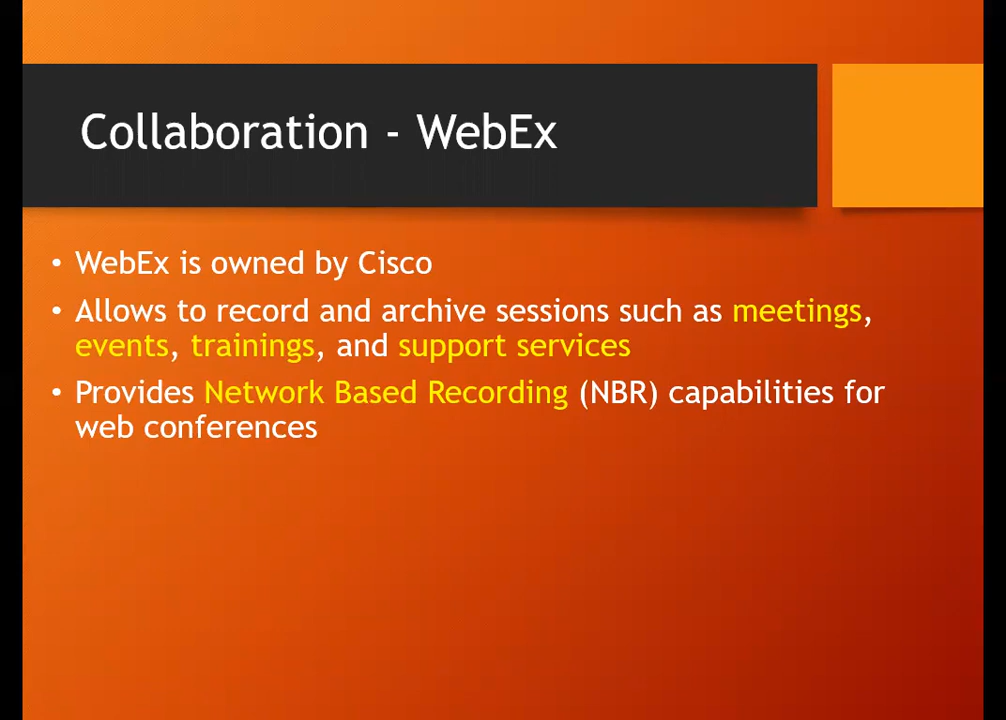 Collaboration - WebEx
• WebEx is owned by Cisco
• Allows to record and archive sessions such as meetings,
events, trainings, and support services
• Provides Network Based Recording (NBR) capabilities for
web conferences